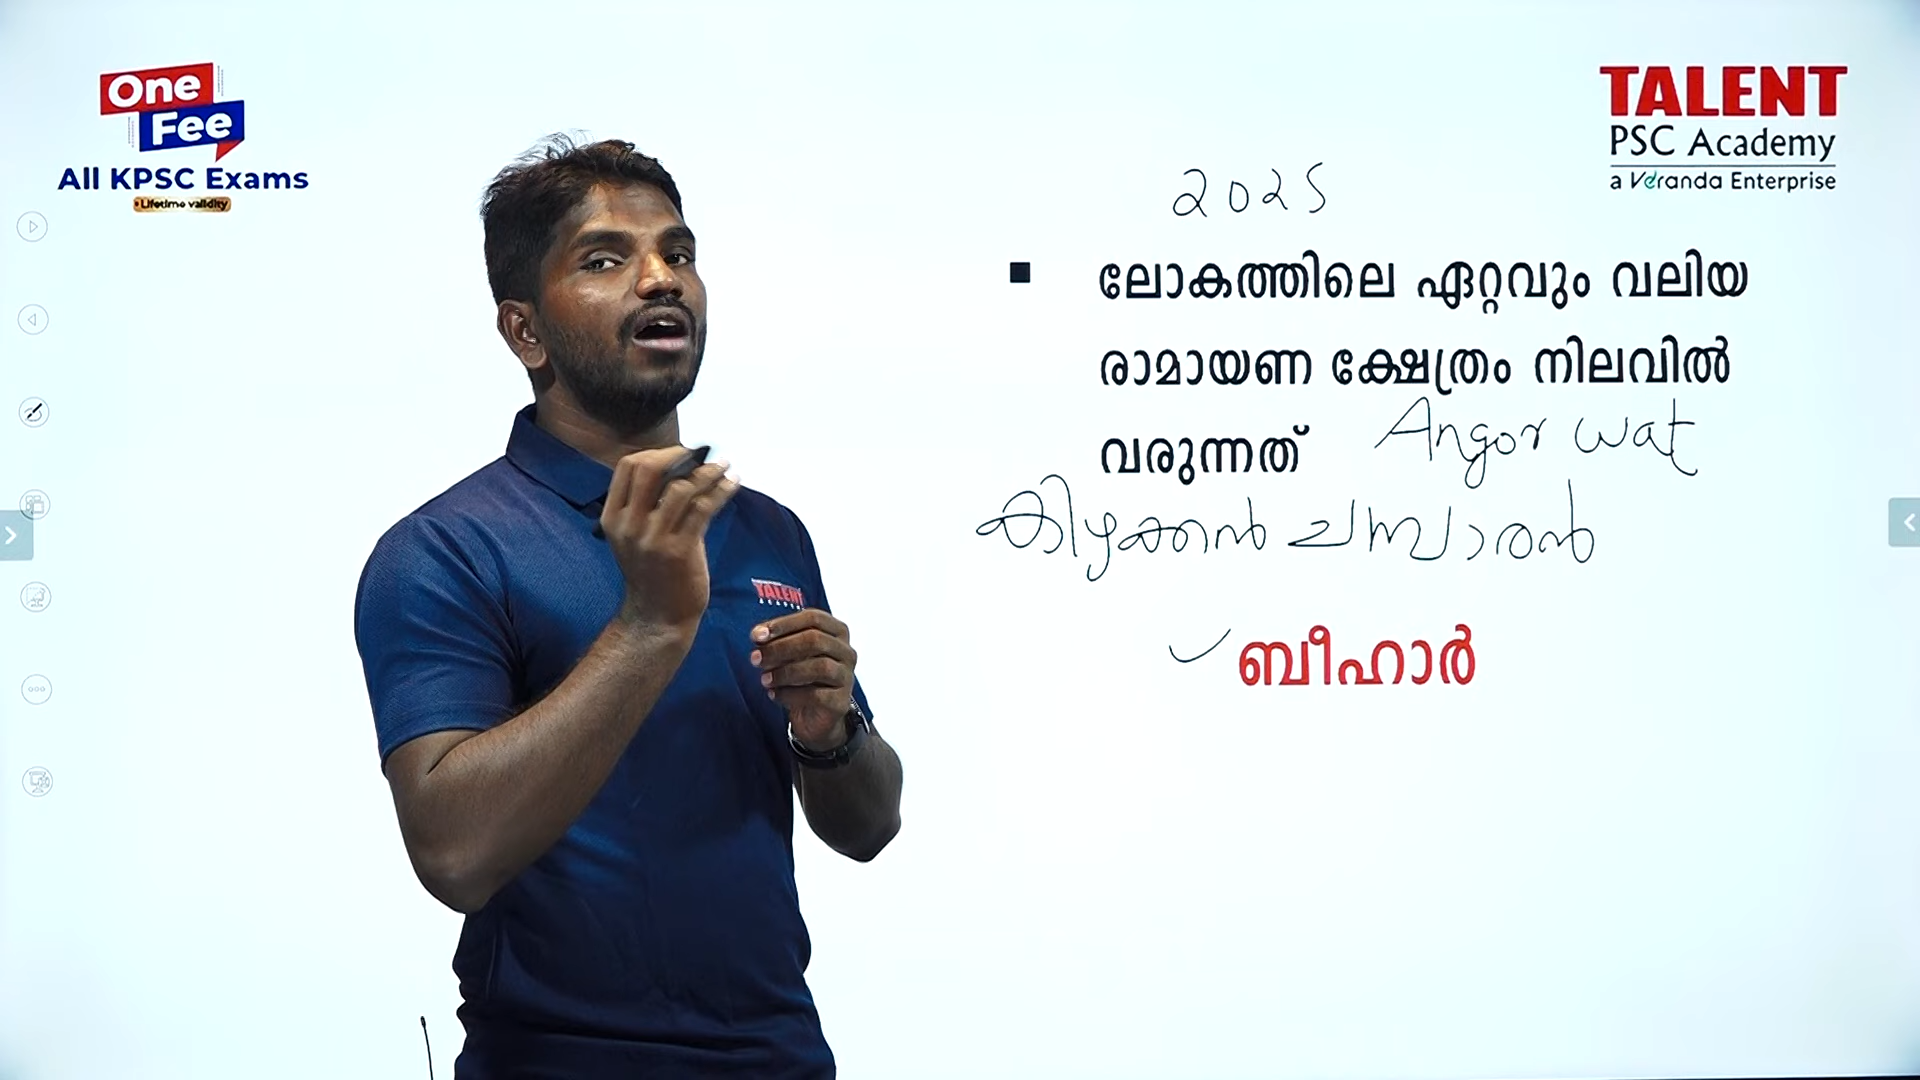 One
Fee
All KPSC Exams
Lifetime validity
TALENT
PSC Academy
a Veranda Enterprise
2025
▪ ലോകത്തിലെ ഏറ്റവും വലിയ
രാമായണ ക്ഷേത്രം നിലവിൽ
വരുന്നത് Angor wat
കിഴക്കൻ ചമ്പാരൻ
ബീഹാർ
TALENT
ACADEMY